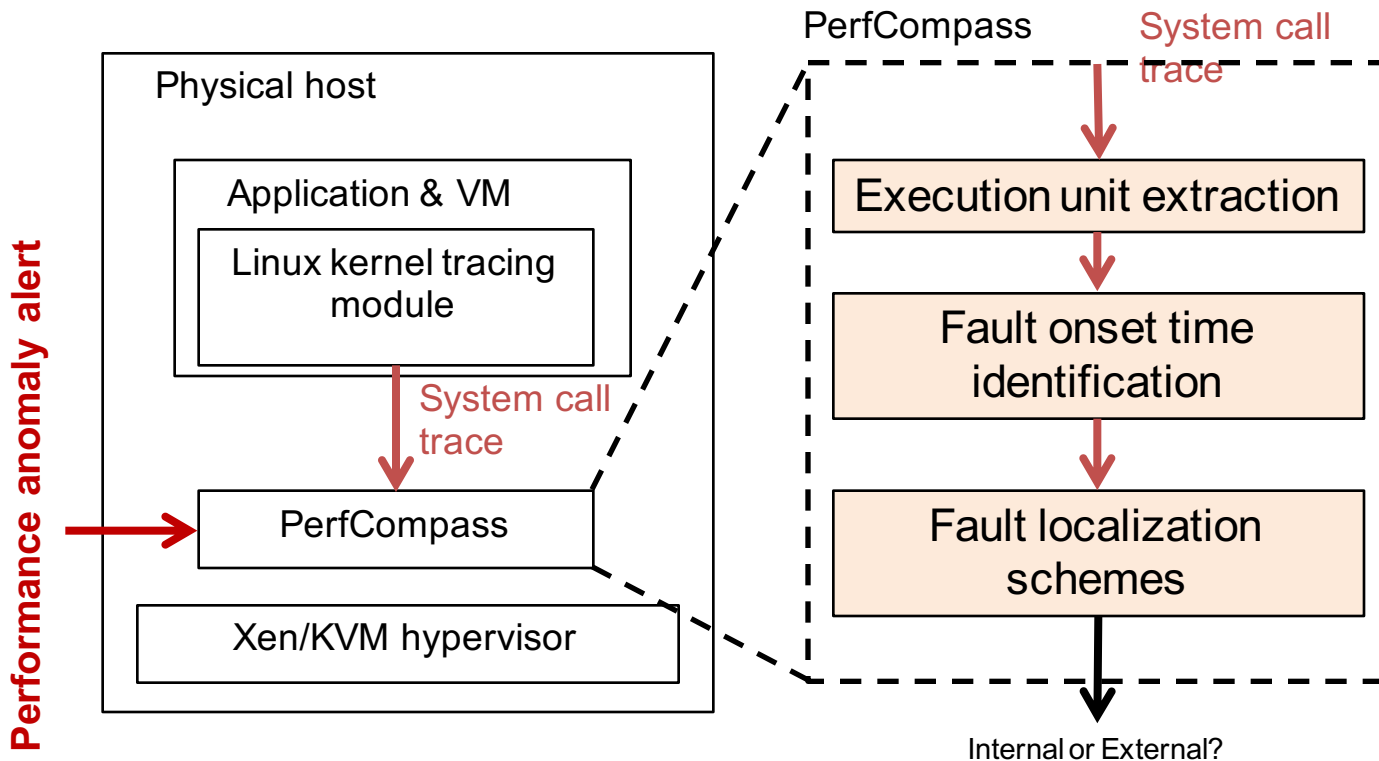 Performance anomaly alert
Physical host
Application & VM
Linux kernel tracing
module
System call
trace
PerfCompass
Xen/KVM hypervisor
PerfCompass
System call
trace
Execution unit extraction
Fault onset time
identification
Fault localization
schemes
Internal or External?